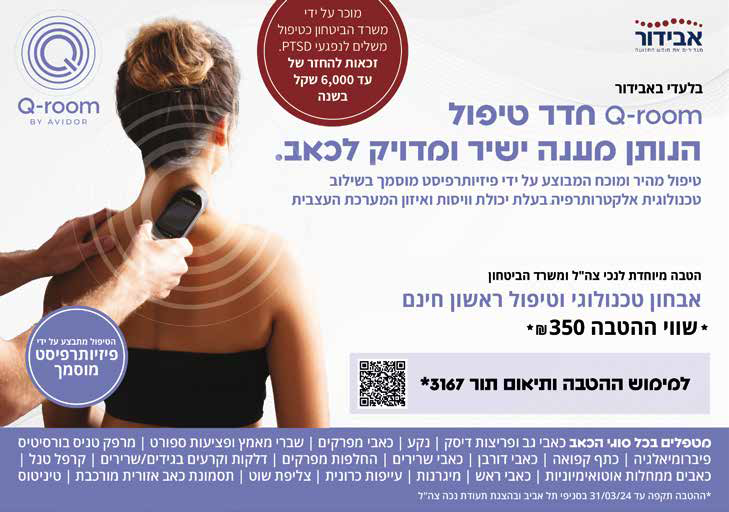 מוכר על ידי
משרד הביטחון כטיפול
משלים לנפגעי PTSD.
זכאות להחזר של
עד 6,000 שקל
בשנה
אבידור
מגדירים את חופש התנועה
Q-room
BY AVIDOR
בלעדי באבידור
Q-room חדר טיפול
הנותן מענה ישיר ומדויק לכאב.
טיפול מהיר ומוכח המבוצע על ידי פיזיותרפיסט מוסמך בשילוב
טכנולוגית אלקטרותרפיה בעלת יכולת וויסות ואיזון המערכת העצבית
הטבה מיוחדת לנכי צה"ל ומשרד הביטחון
אבחון טכנולוגי וטיפול ראשון חינם
*שווי ההטבה 350₪*
הטיפול מתבצע על ידי
פיזיותרפיסט
מוסמך
למימוש ההטבה ותיאום תור 3167*
מטפלים בכל סוגי הכאב כאבי גב ופריצות דיסק | נקע | כאבי מפרקים | שברי מאמץ ופציעות ספורט | מרפק טניס בורסיטיס
פיברומיאלגיה | כתף קפואה | כאבי דורבן | כאבי שרירים | החלפות מפרקים | דלקות וקרעים בגידים/שרירים | קרפל טנל |
כאבים ממחלות אוטואימיוניות | כאבי ראש | מיגרנות | עייפות כרונית | צליפת שוט | תסמונת כאב אזורית מורכבת | טיניטוס
*ההטבה תקפה עד 31/03/24 בסניפי תל אביב ובהצגת תעודת נכה צה"ל